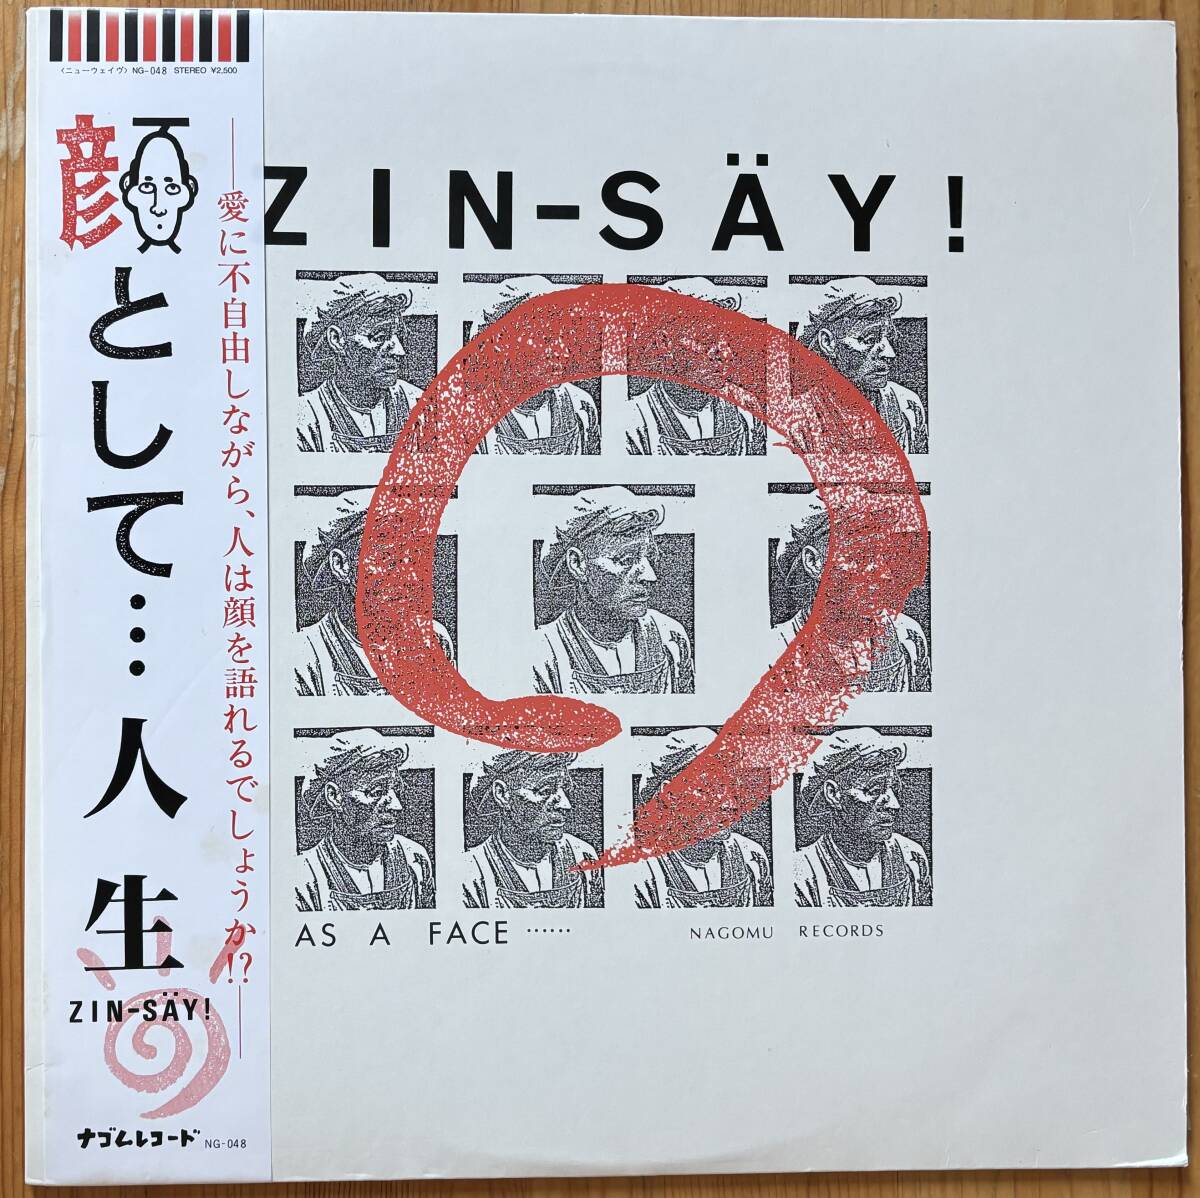 〈ニューウェイヴ〉 NG-048 STEREO ¥2,500
顔として…
人生
ZIN-SÄY!
愛に不自由しながら、人は顔を語れるでしょうか!?
ナゴムレコード NG-048
ZIN-SÄY!
AS A FACE ……
NAGOMU RECORDS